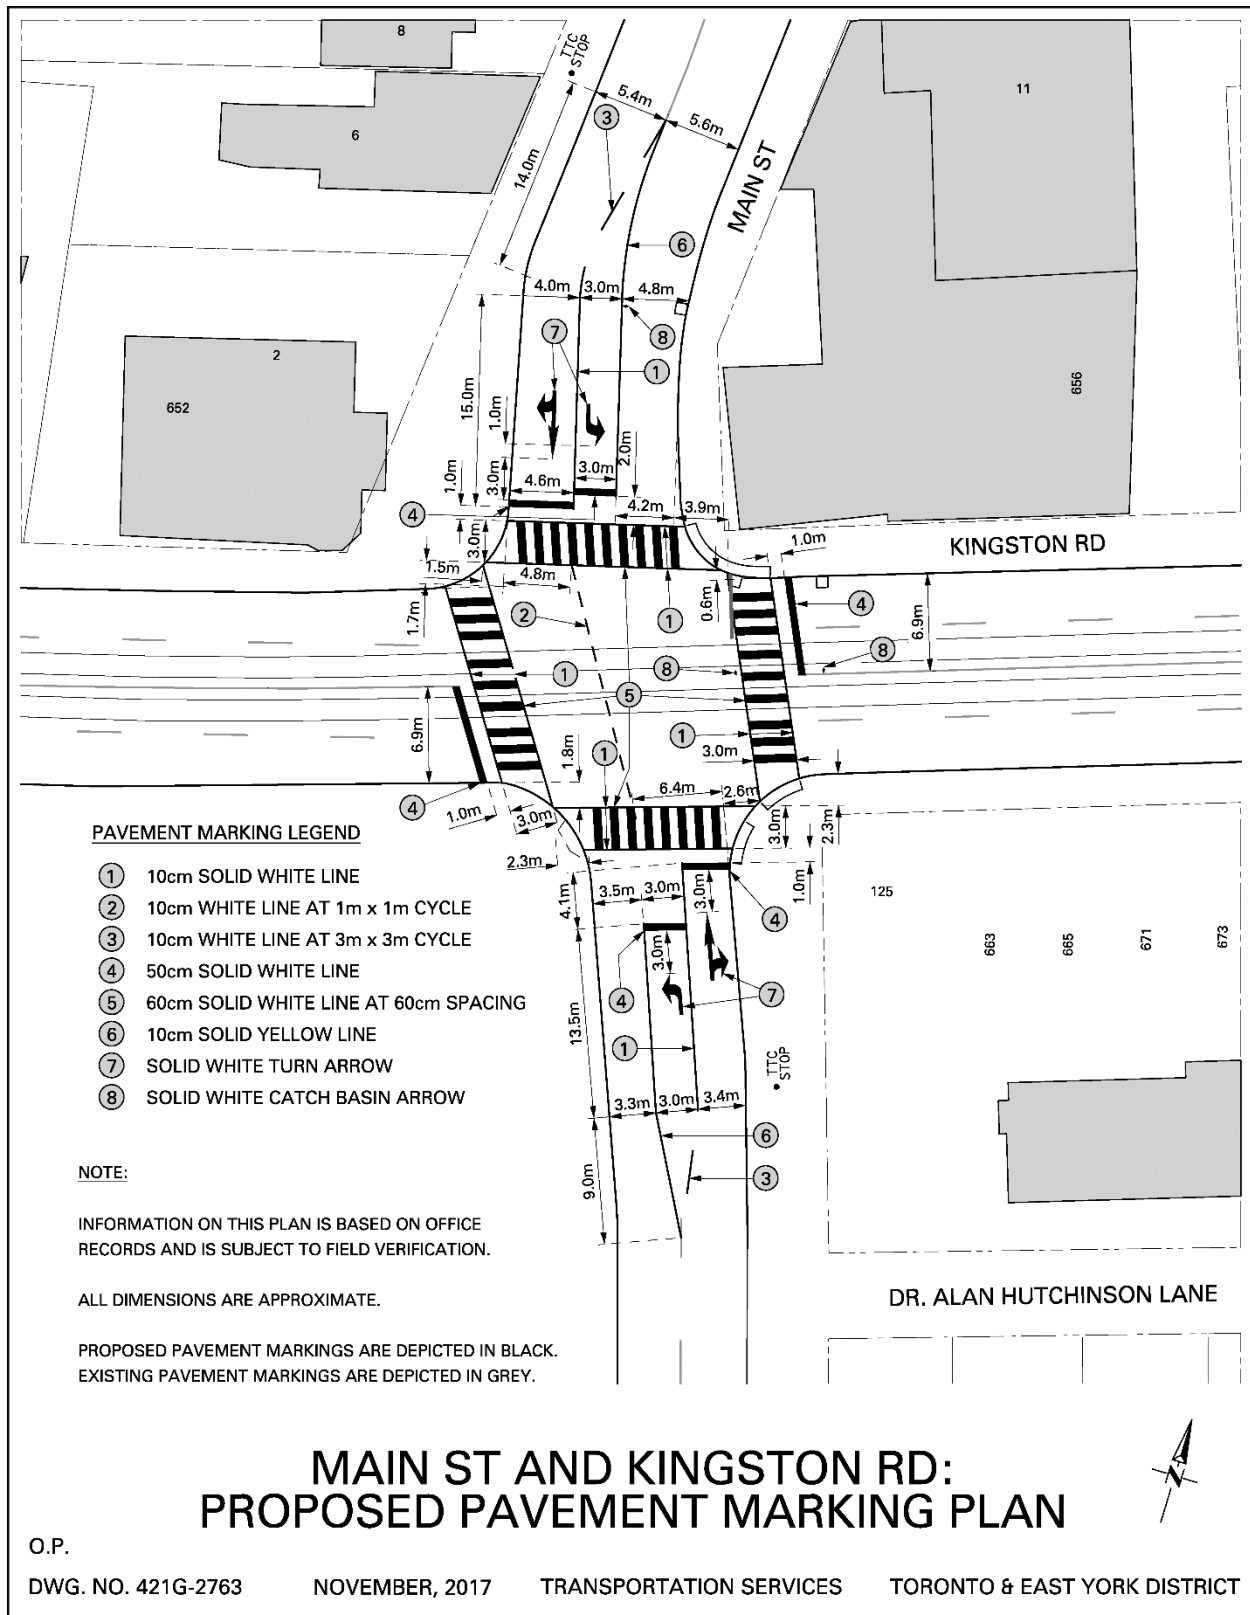 8
TTC
STOP
11
6
5.4m
3
5.6m
14.0m
MAIN ST
6
4.0m
3.0m
4.8m
7
8
2
1
652
656
15.0m
1.0m
2.0m
3.0m
1.0m
3.0m
4.6m
4
4.2m
3.9m
3.0m
1.0m
KINGSTON RD
1.5m
4.8m
1.7m
2
1
0.6m
4
6.9m
8
1
8
5
6.9m
1
1
1.8m
3.0m
4
6.4m
2.6m
1.0m
3.0m
3.0m
2.3m
PAVEMENT MARKING LEGEND
2.3m
1.0m
1 10cm SOLID WHITE LINE
2 10cm WHITE LINE AT 1m x 1m CYCLE
3 10cm WHITE LINE AT 3m x 3m CYCLE
4 50cm SOLID WHITE LINE
5 60cm SOLID WHITE LINE AT 60cm SPACING
6 10cm SOLID YELLOW LINE
7 SOLID WHITE TURN ARROW
8 SOLID WHITE CATCH BASIN ARROW
4.1m
3.5m
3.0m
3.0m
4
125
663
665
671
673
3.0m
4
7
13.5m
1
TTC
STOP
3.3m
3.0m
3.4m
6
9.0m
3
NOTE:
INFORMATION ON THIS PLAN IS BASED ON OFFICE
RECORDS AND IS SUBJECT TO FIELD VERIFICATION.
ALL DIMENSIONS ARE APPROXIMATE.
PROPOSED PAVEMENT MARKINGS ARE DEPICTED IN BLACK.
EXISTING PAVEMENT MARKINGS ARE DEPICTED IN GREY.
DR. ALAN HUTCHINSON LANE
N
MAIN ST AND KINGSTON RD:
PROPOSED PAVEMENT MARKING PLAN
O.P.
DWG. NO. 421G-2763 NOVEMBER, 2017 TRANSPORTATION SERVICES TORONTO & EAST YORK DISTRICT